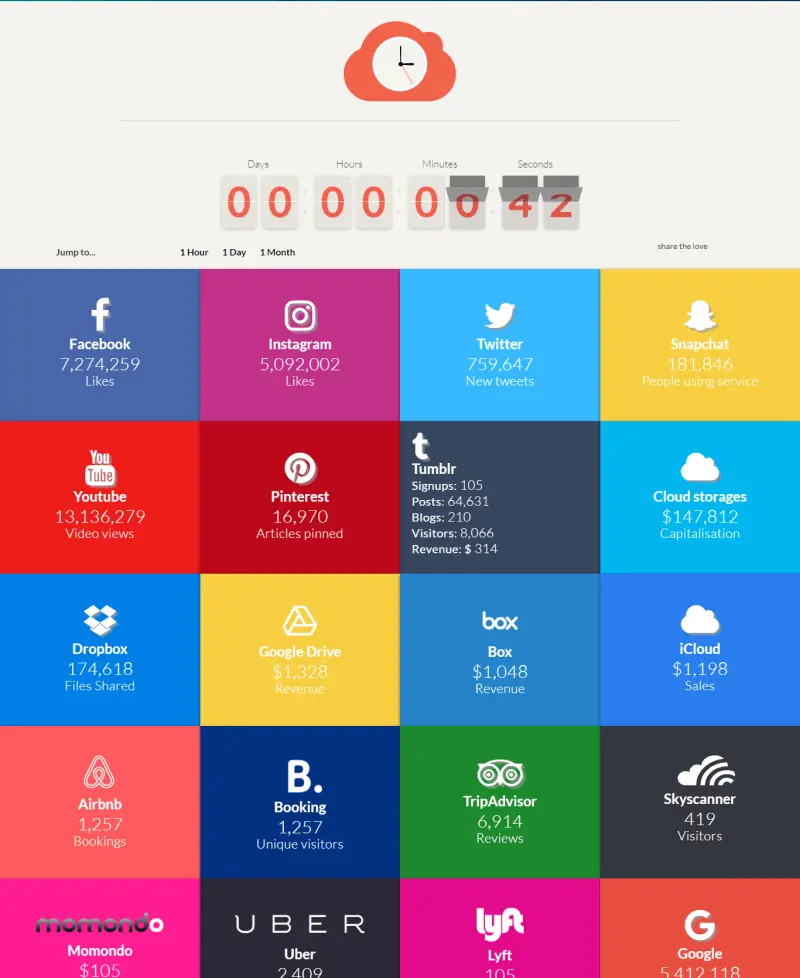 Days Hours Minutes Seconds
00 00 00 42
Jump to... 1 Hour 1 Day 1 Month share the love
Facebook
7,274,259
Likes
Instagram
5,092,002
Likes
Twitter
759,647
New tweets
Snapchat
181,846
People using service
You
Tube
Youtube
13,136,279
Video views
Pinterest
16,970
Articles pinned
t
Tumblr
Signups: 105
Posts: 64,631
Blogs: 210
Visitors: 8,066
Revenue: $ 314
Cloud storages
$147,812
Capitalisation
Dropbox
174,618
Files Shared
Google Drive
$1,328
Revenue
box
Box
$1,048
Revenue
iCloud
$1,198
Sales
Airbnb
1,257
Bookings
B.
Booking
1,257
Unique visitors
TripAdvisor
6,914
Reviews
Skyscanner
419
Visitors
momondo
Momondo
$105
UBER
Uber
2,409
lyft
Lyft
105
G
Google
5,412,118